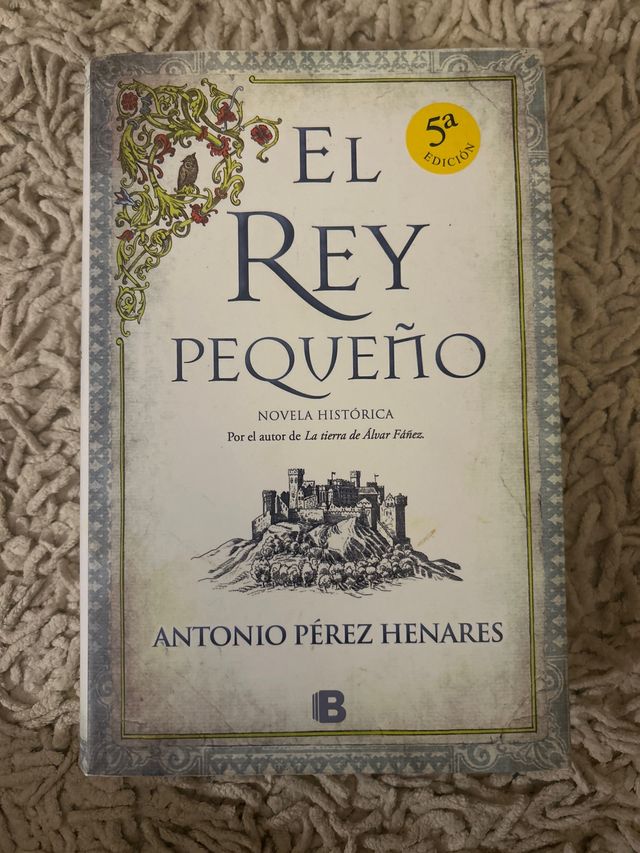 5ª
EDICIÓN
EL
REY
PEQUEÑO
NOVELA HISTÓRICA
Por el autor de La tierra de Álvar Fáñez.
ANTONIO PÉREZ HENARES
B